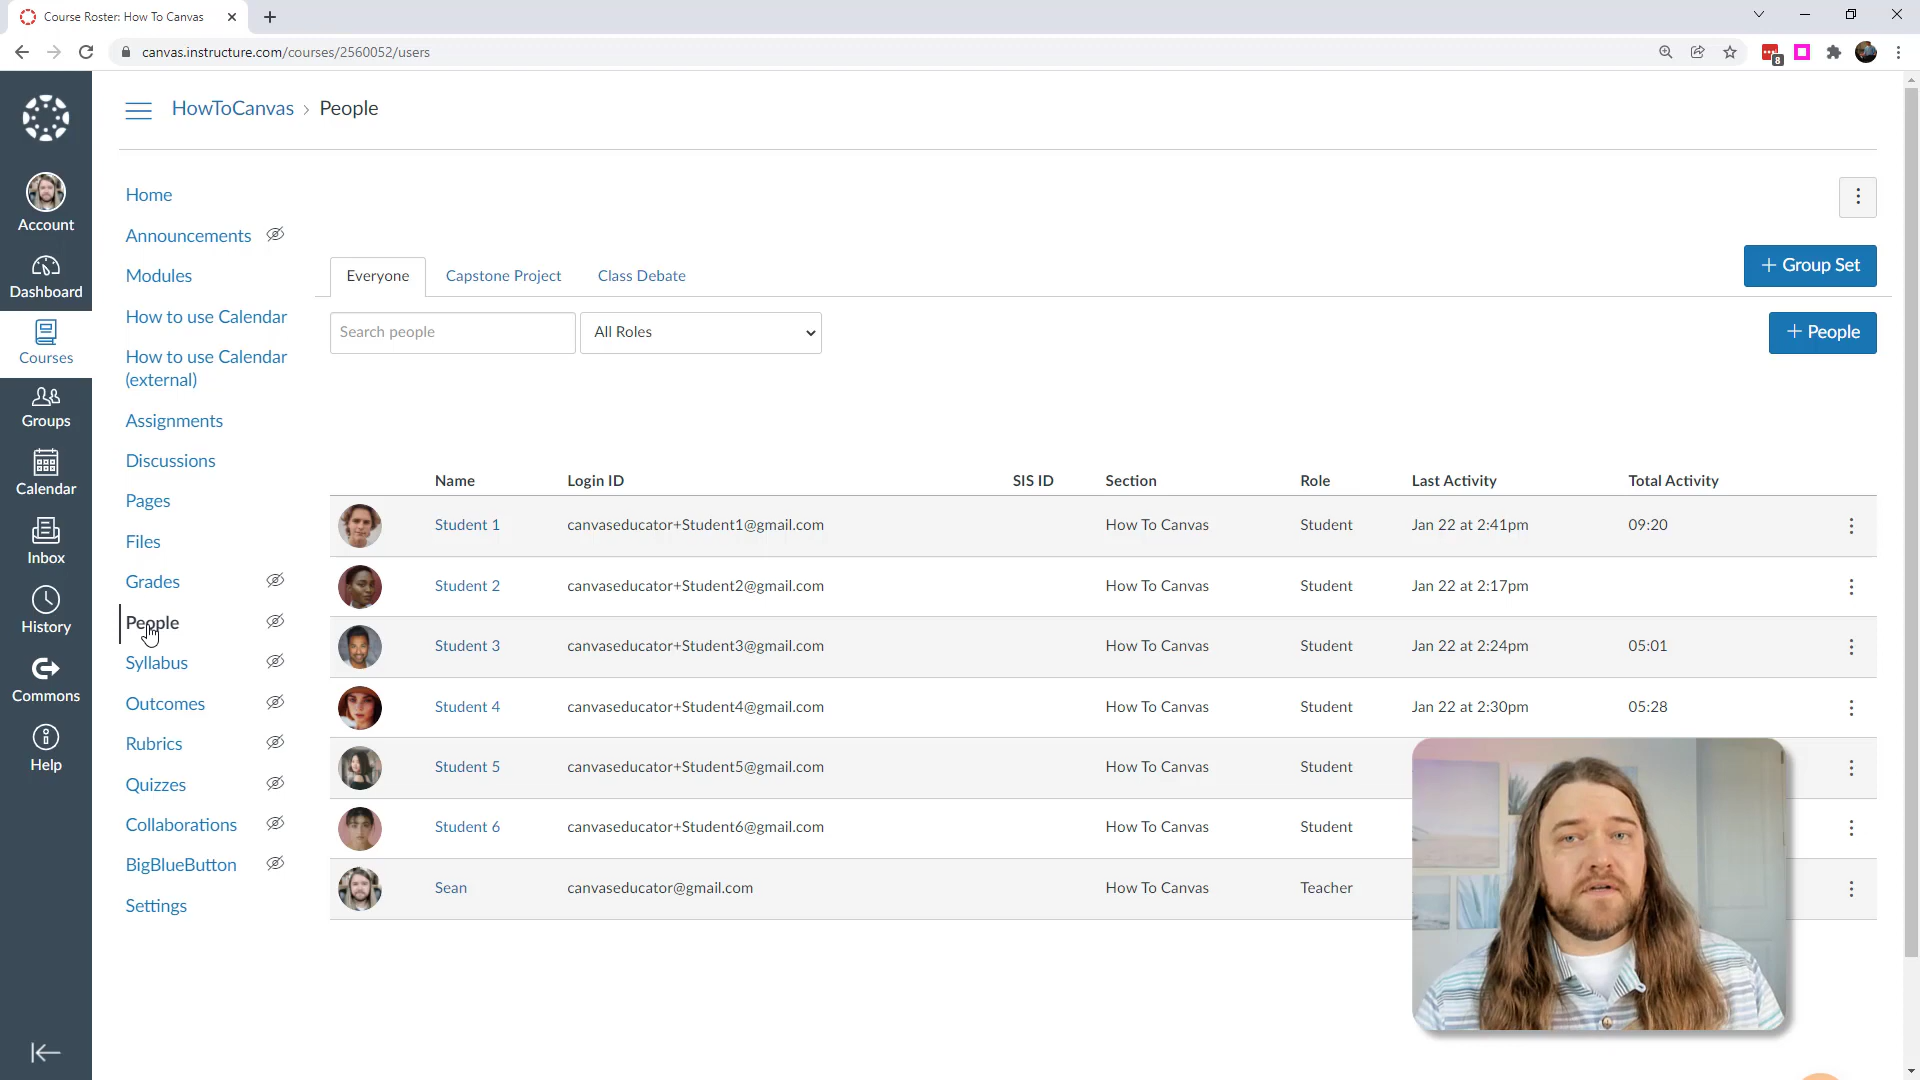 Course Roster: How To Canvas
canvas.instructure.com/courses/2560052/users
8
HowToCanvas › People
Account
Dashboard
Courses
Groups
Calendar
Inbox
History
Commons
Help
Home
Announcements
Modules
How to use Calendar
How to use Calendar
(external)
Assignments
Discussions
Pages
Files
Grades
People
Syllabus
Outcomes
Rubrics
Quizzes
Collaborations
BigBlueButton
Settings
Everyone Capstone Project Class Debate
+ Group Set
Search people All Roles
+ People
Name Login ID SIS ID Section Role Last Activity Total Activity
Student 1 canvaseducator+Student1@gmail.com How To Canvas Student Jan 22 at 2:41pm 09:20
Student 2 canvaseducator+Student2@gmail.com How To Canvas Student Jan 22 at 2:17pm
Student 3 canvaseducator+Student3@gmail.com How To Canvas Student Jan 22 at 2:24pm 05:01
Student 4 canvaseducator+Student4@gmail.com How To Canvas Student Jan 22 at 2:30pm 05:28
Student 5 canvaseducator+Student5@gmail.com How To Canvas Student
Student 6 canvaseducator+Student6@gmail.com How To Canvas Student
Sean canvaseducator@gmail.com How To Canvas Teacher